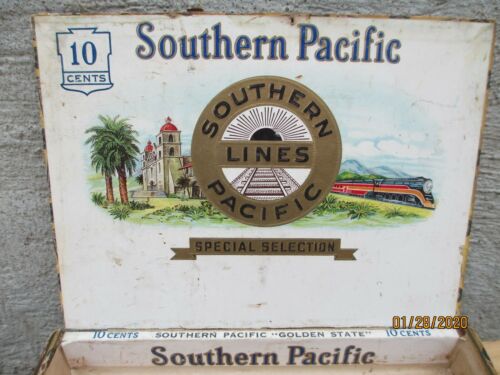 10
CENTS
Southern Pacific
SOUTHERN
LINES
PACIFIC
SPECIAL SELECTION
01/28/2020
10 CENTS SOUTHERN PACIFIC "GOLDEN STATE" 10 CENTS
Southern Pacific